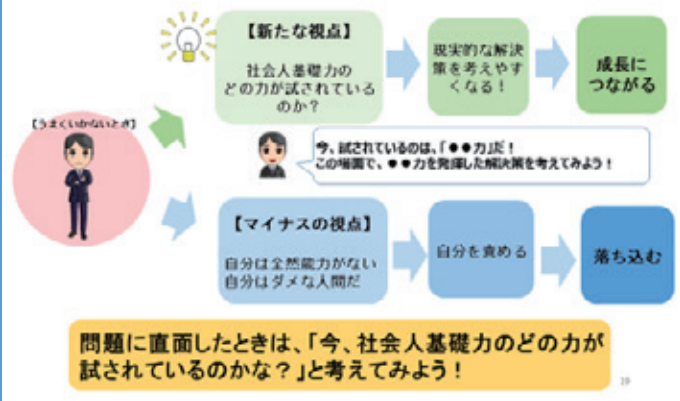 【新たな視点】
社会人基礎力の
どの力が試されている
のか？
現実的な解決
策を考えやす
くなる！
成長に
つながる
【うまくいかないとき】
今、試されているのは、「●●力」だ！
この場面で、●●力を発揮した解決策を考えてみよう！
【マイナスの視点】
自分は全然能力がない
自分はダメな人間だ
自分を責める
落ち込む
問題に直面したときは、「今、社会人基礎力のどの力が
試されているのかな？」と考えてみよう！
19